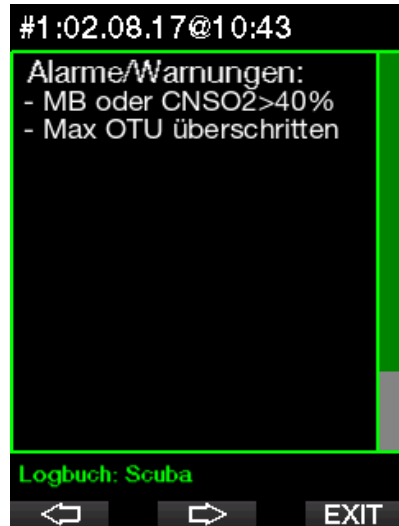 #1:02.08.17@10:43
Alarme/Warnungen:
- MB oder CNSO2>40%
- Max OTU überschritten
Logbuch: Scuba
EXIT